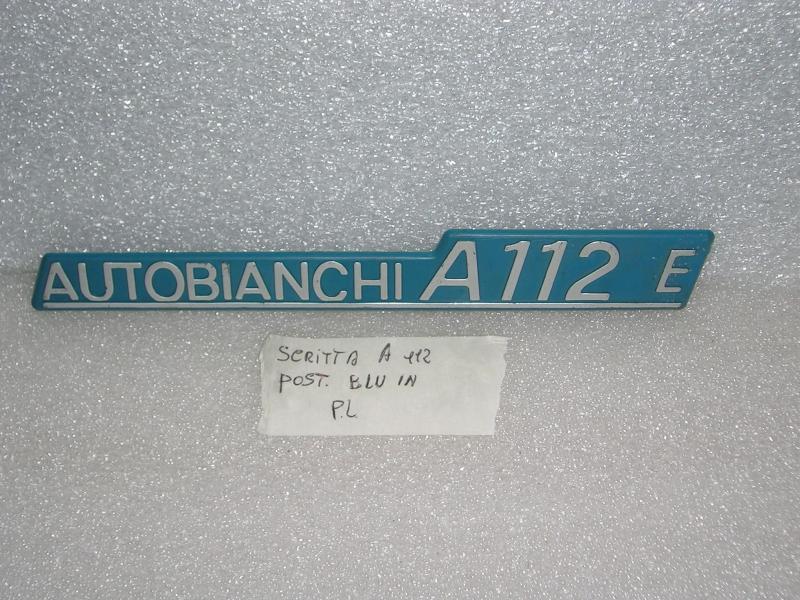 AUTOBIANCHI A112 E
SCRITTA A 112
POST. BLU IN
P.L.